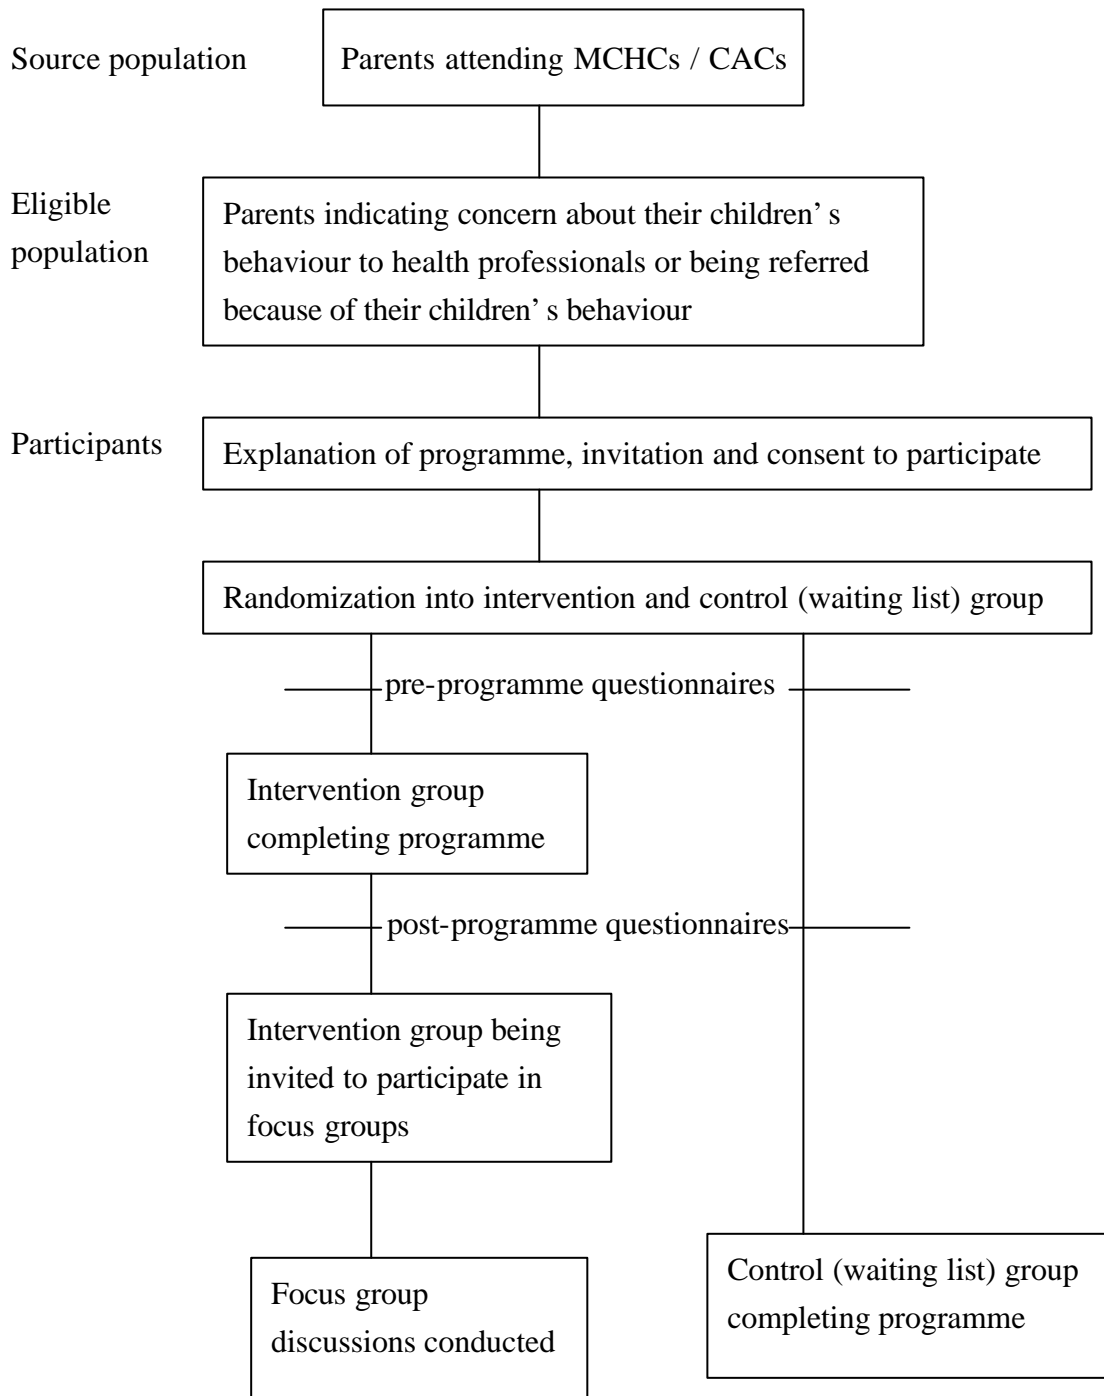 Source population
Parents attending MCHCs / CACs
Eligible
population
Parents indicating concern about their children’s
behaviour to health professionals or being referred
because of their children’s behaviour
Participants
Explanation of programme, invitation and consent to participate
Randomization into intervention and control (waiting list) group
pre-programme questionnaires
Intervention group
completing programme
post-programme questionnaires
Intervention group being
invited to participate in
focus groups
Focus group
discussions conducted
Control (waiting list) group
completing programme